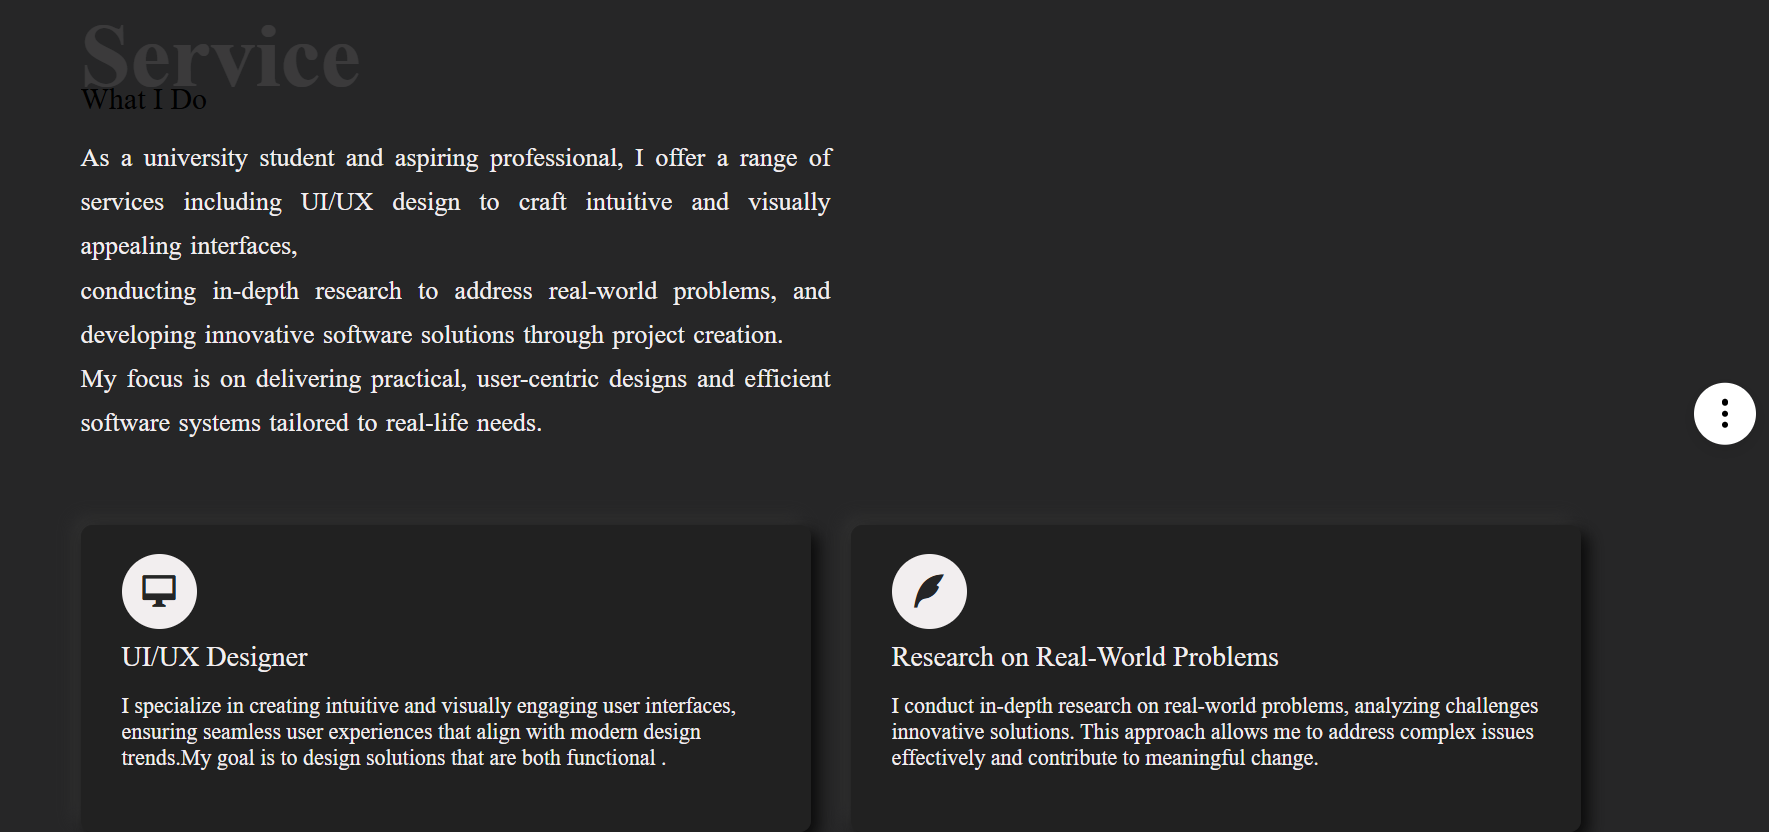 Service
What I Do
As a university student and aspiring professional, I offer a range of
services including UI/UX design to craft intuitive and visually
appealing interfaces,
conducting in-depth research to address real-world problems, and
developing innovative software solutions through project creation.
My focus is on delivering practical, user-centric designs and efficient
software systems tailored to real-life needs.
UI/UX Designer
I specialize in creating intuitive and visually engaging user interfaces,
ensuring seamless user experiences that align with modern design
trends.My goal is to design solutions that are both functional .
Research on Real-World Problems
I conduct in-depth research on real-world problems, analyzing challenges
innovative solutions. This approach allows me to address complex issues
effectively and contribute to meaningful change.